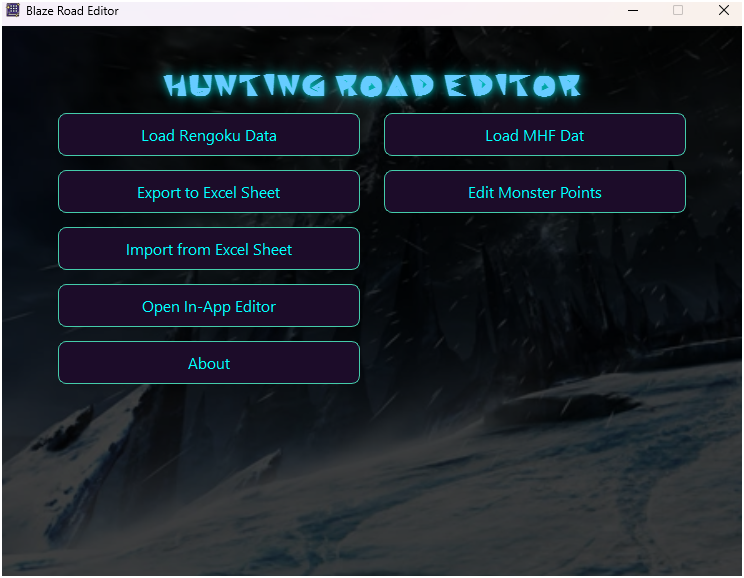 Blaze Road Editor
HUNTING ROAD EDITOR
Load Rengoku Data
Load MHF Dat
Export to Excel Sheet
Edit Monster Points
Import from Excel Sheet
Open In-App Editor
About